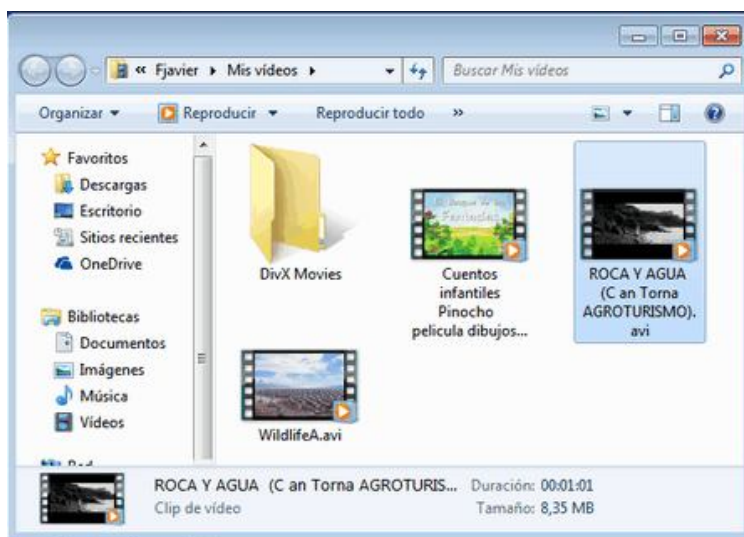 « Fjavier ▸ Mis vídeos ▸
Buscar Mis vídeos
Organizar
Reproducir
Reproducir todo
»
Favoritos
Descargas
Escritorio
Sitios recientes
OneDrive
Bibliotecas
Documentos
Imágenes
Música
Vídeos
Red
DivX Movies
Cuentos
infantiles
Pinocho
pelicula dibujos...
ROCA Y AGUA
(C an Torna
AGROTURISMO).
avi
WildlifeA.avi
ROCA Y AGUA (C an Torna AGROTURIS...
Duración: 00:01:01
Clip de vídeo
Tamaño: 8,35 MB